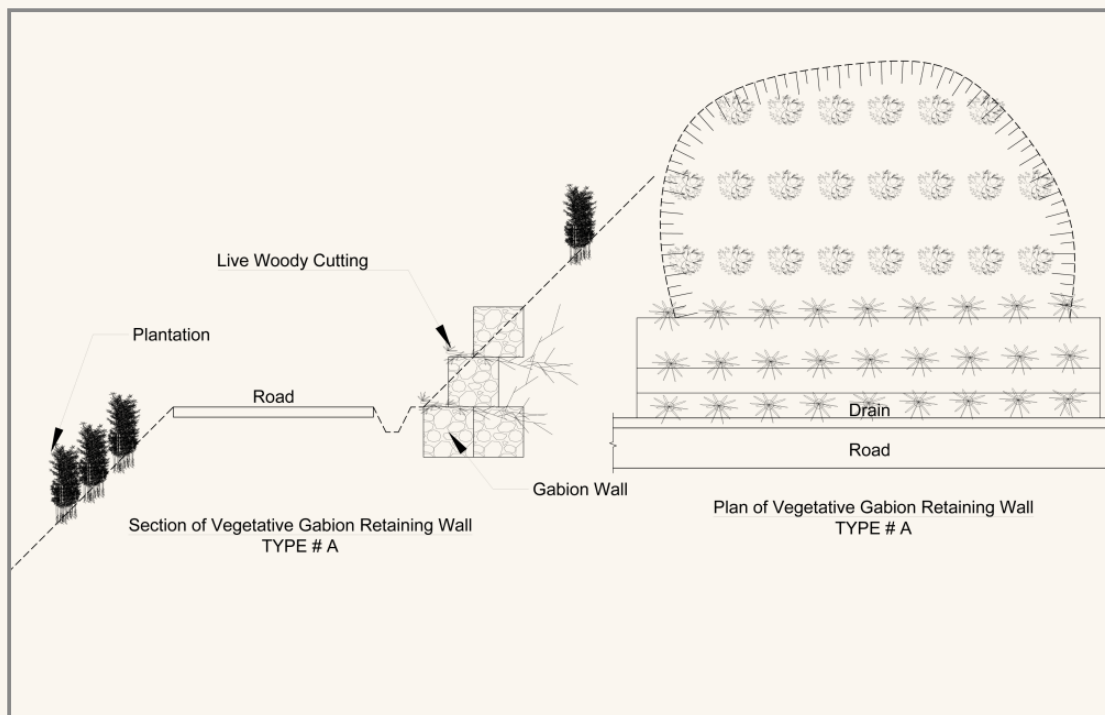 Live Woody Cutting
Plantation
Road
Gabion Wall
Section of Vegetative Gabion Retaining Wall
TYPE # A
Drain
Road
Plan of Vegetative Gabion Retaining Wall
TYPE # A